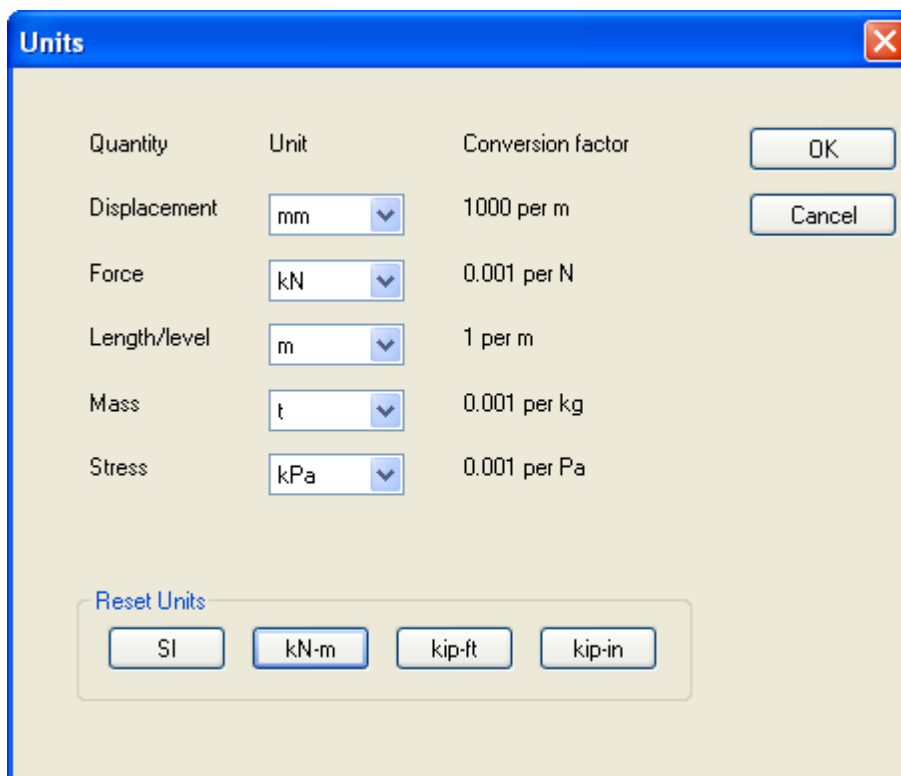 Units
Quantity Unit Conversion factor OK
Displacement mm 1000 per m Cancel
Force kN 0.001 per N
Length/level m 1 per m
Mass t 0.001 per kg
Stress kPa 0.001 per Pa
Reset Units
SI kN-m kip-ft kip-in